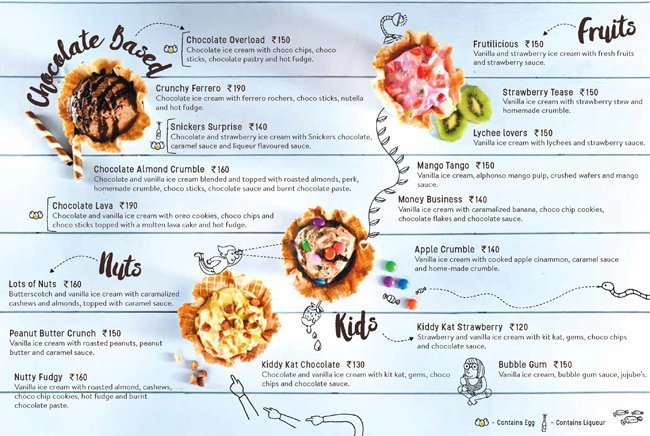 Chocolate Based
Chocolate Overload ₹150
Chocolate ice cream with choco chips, choco
sticks, chocolate pastry and hot fudge.
Crunchy Ferrero ₹190
Chocolate ice cream with ferrero rochers, choco sticks, nutella
and hot fudge.
Snickers Surprise ₹140
Chocolate and strawberry ice cream with Snickers chocolate,
caramel sauce and liqueur flavoured sauce.
Chocolate Almond Crumble ₹160
Chocolate and vanilla ice cream blended and topped with roasted almonds, perk,
homemade crumble, choco sticks, chocolate sauce and burnt chocolate paste.
Chocolate Lava ₹190
Chocolate and vanilla ice cream with oreo cookies, choco chips and
choco sticks topped with a molten lava cake and hot fudge.
Fruits
Frutilicious ₹150
Vanilla and strawberry ice cream with fresh fruits
and strawberry sauce.
Strawberry Tease ₹150
Vanilla ice cream with strawberry stew and
homemade crumble.
Lychee lovers ₹150
Vanilla ice cream with lychees and strawberry sauce.
Mango Tango ₹150
Vanilla ice cream, alphonso mango pulp, crushed wafers and mango
sauce.
Money Business ₹140
Vanilla ice cream with caramalized banana, choco chip cookies,
chocolate flakes and chocolate sauce.
Apple Crumble ₹140
Vanilla ice cream with cooked apple cinammon, caramel sauce
and home-made crumble.
Nuts
Lots of Nuts ₹160
Butterscotch and vanilla ice cream with caramalized
cashews and almonds, topped with caramel sauce.
Peanut Butter Crunch ₹150
Vanilla ice cream with roasted peanuts, peanut
butter and caramel sauce.
Nutty Fudgy ₹160
Vanilla ice cream with roasted almond, cashews,
choco chip cookies, hot fudge and burnt
chocolate paste.
Kids
Kiddy Kat Strawberry ₹120
Strawberry and vanilla ice cream with kit kat, gems, choco chips
and chocolate sauce.
Kiddy Kat Chocolate ₹130
Chocolate and vanilla ice cream with kit kat, gems, choco
chips and chocolate sauce.
Bubble Gum ₹150
Vanilla ice cream, bubble gum sauce, jujube's.
- Contains Egg - Contains Liquour